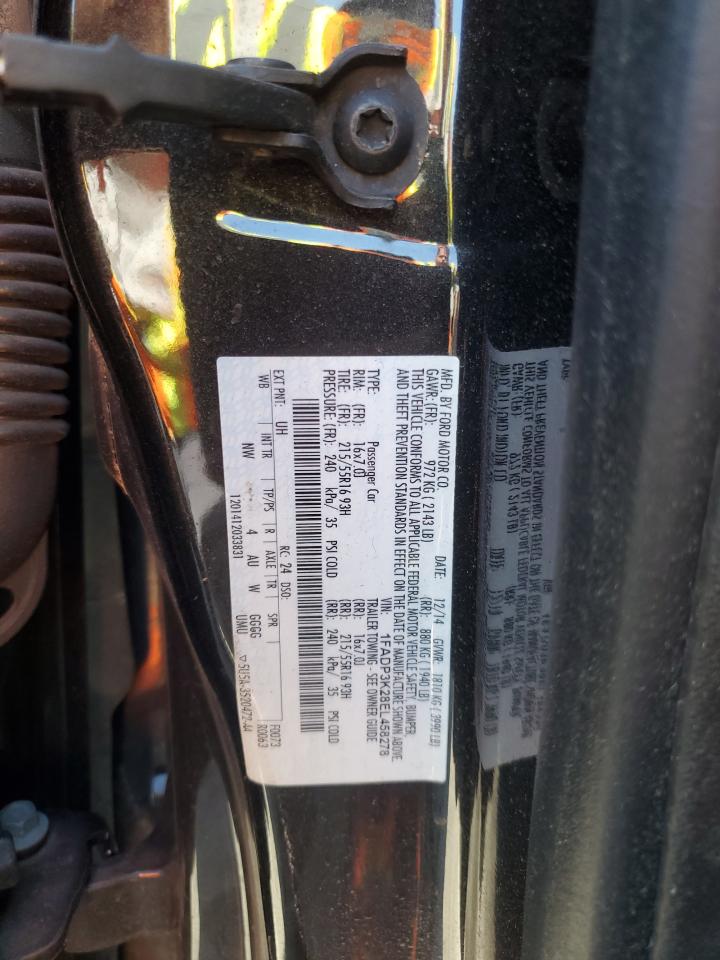 MFD. BY FORD MOTOR CO. DATE: 12/14 GVWR: 1810 KG ( 3990 LB)
GAWR: (FR): 972 KG ( 2143 LB) (RR): 880 KG ( 1940 LB)
THIS VEHICLE CONFORMS TO ALL APPLICABLE FEDERAL MOTOR VEHICLE SAFETY, BUMPER,
AND THEFT PREVENTION STANDARDS IN EFFECT ON THE DATE OF MANUFACTURE SHOWN ABOVE.
VIN: 1FADP3K28EL458278
TYPE: Passenger Car TRAILER TOWING - SEE OWNER GUIDE
RIM: (FR): 16x7.0J (RR): 16x7.0J
TIRE: (FR): 215/55R16 93H (RR): 215/55R16 93H
PRESSURE: (FR): 240 kPa/ 35 PSI COLD (RR): 240 kPa/ 35 PSI COLD
EXT PNT: UH RC: 24 DSO: F0073
WB INT TR TP/PS R AXLE TR SPR R0063
NW 4 AU W GGGG
1201412033831 UMU ▽5U5A-3520472-AA